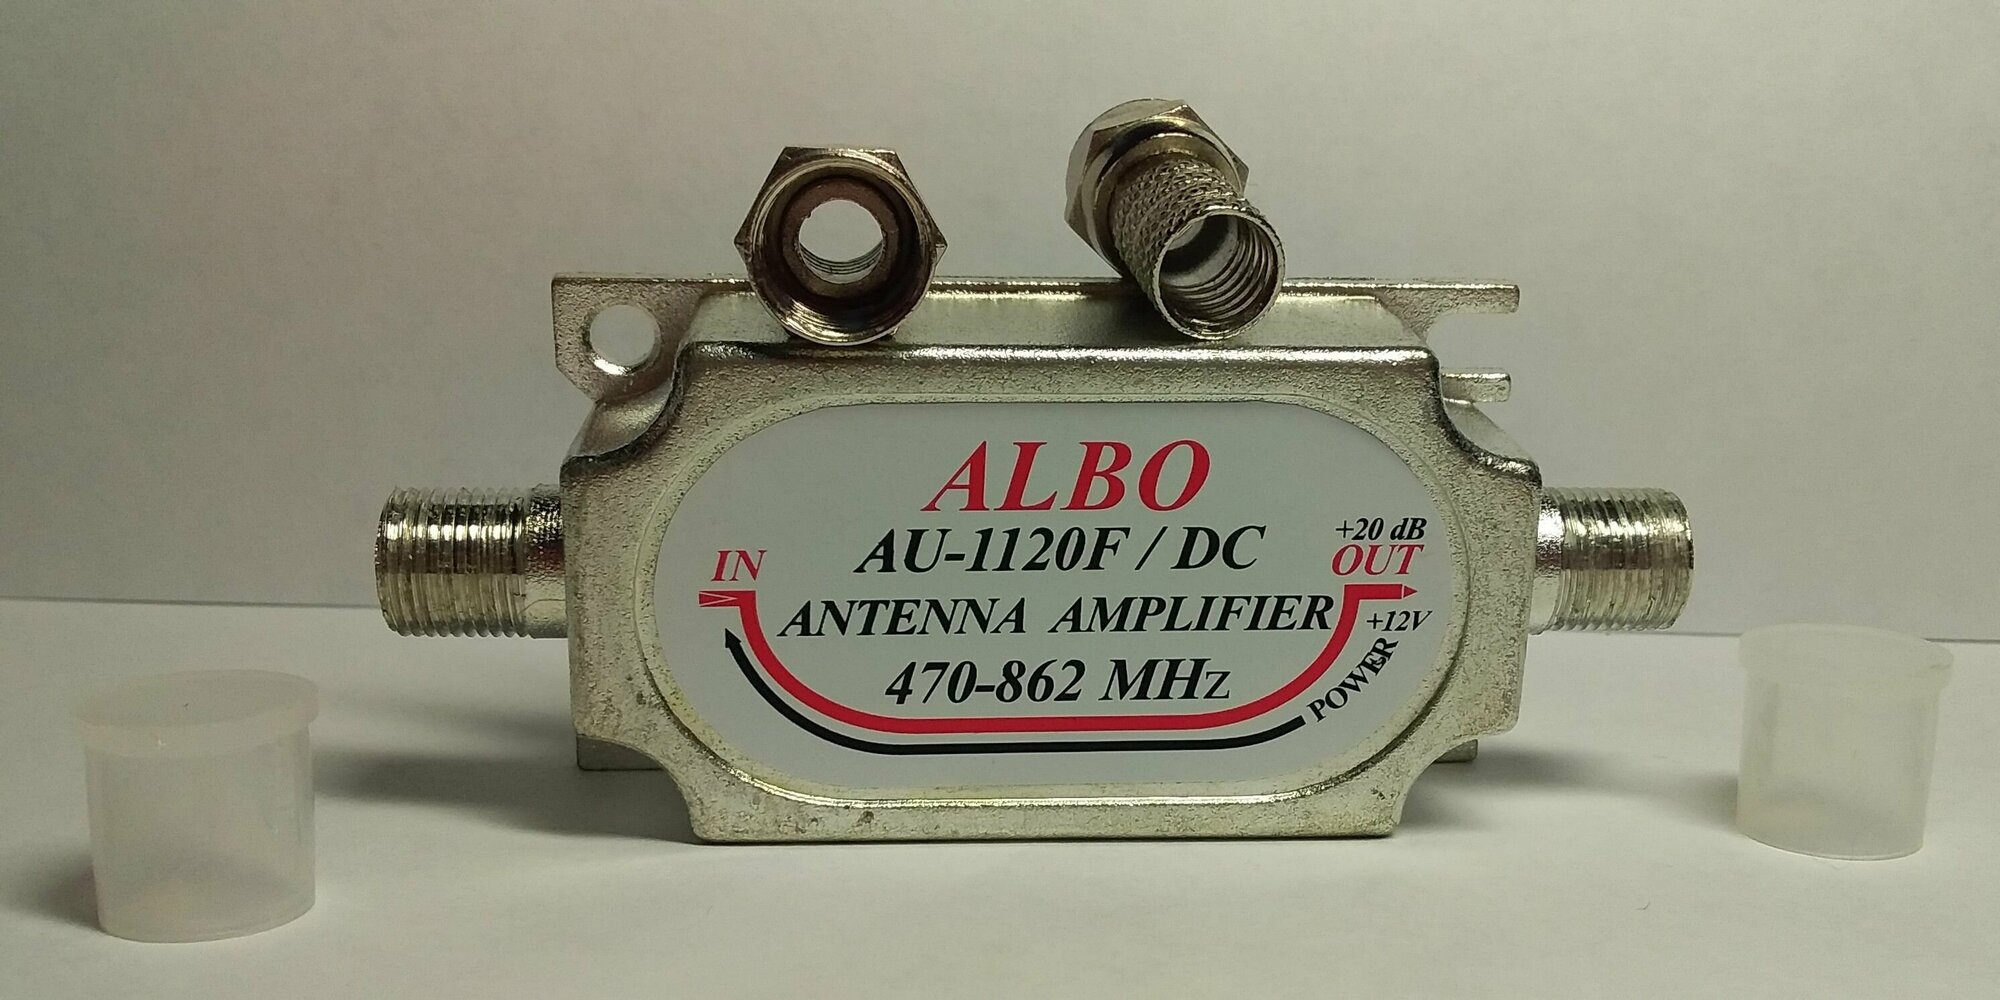 ALBO
AU-1120F / DC
+20 dB
IN
OUT
ANTENNA AMPLIFIER
+12V
POWER
470-862 MHz